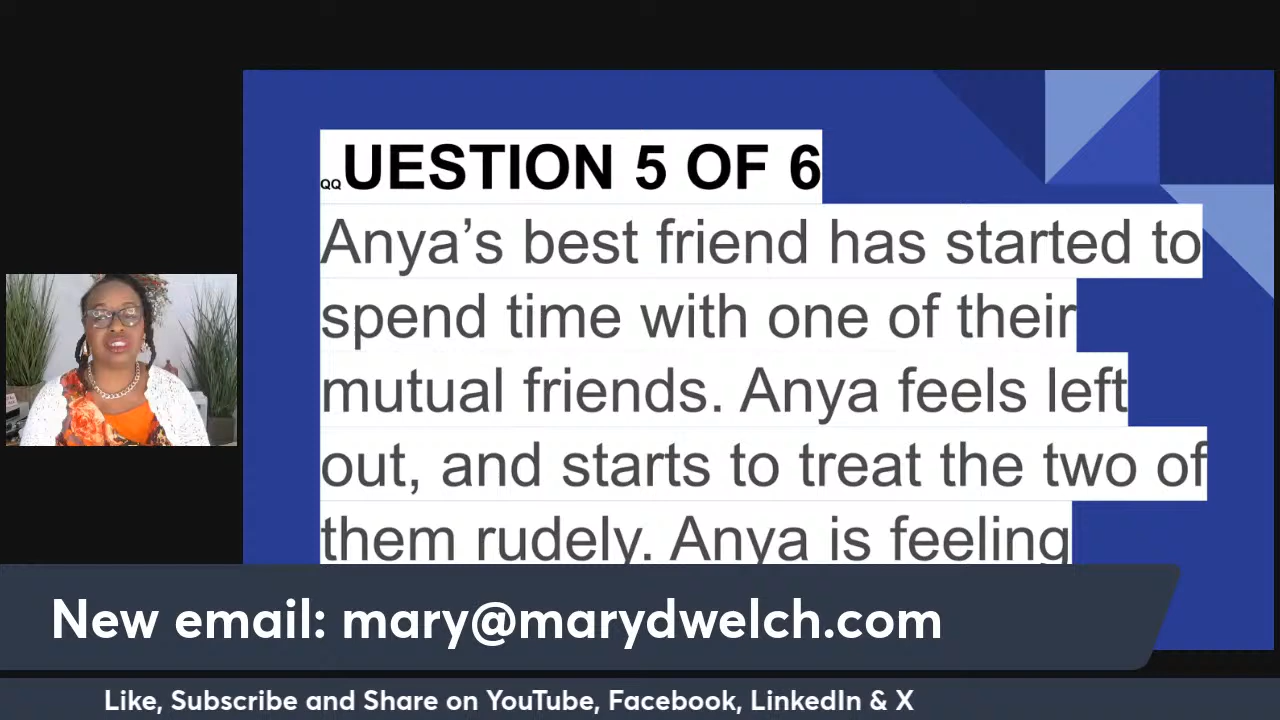 QQUESTION 5 OF 6
Anya’s best friend has started to
spend time with one of their
mutual friends. Anya feels left
out, and starts to treat the two of
them rudely. Anya is feeling
New email: mary@marydwelch.com
Like, Subscribe and Share on YouTube, Facebook, LinkedIn & X